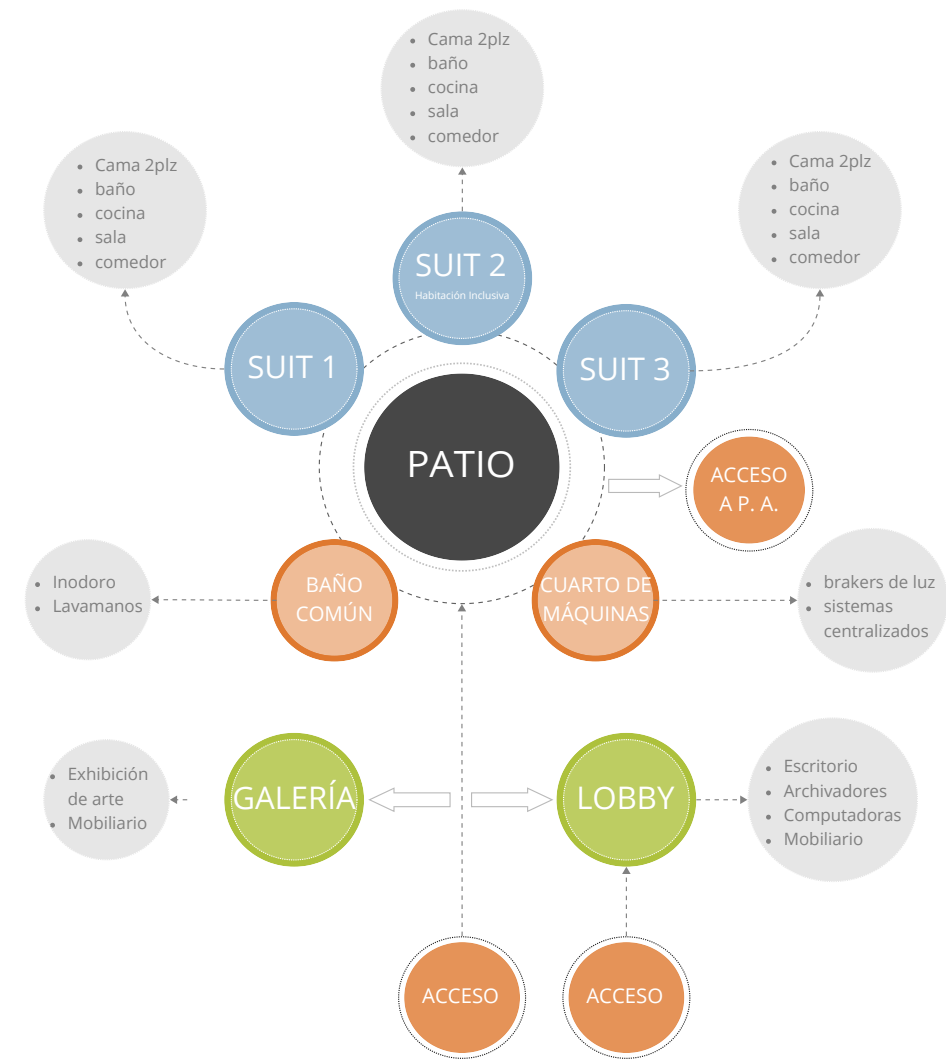 • Cama 2plz
• baño
• cocina
• sala
• comedor
• Cama 2plz
• baño
• cocina
• sala
• comedor
• Cama 2plz
• baño
• cocina
• sala
• comedor
SUIT 2
Habitación Inclusiva
SUIT 1
SUIT 3
PATIO
ACCESO
A P. A.
• Inodoro
• Lavamanos
BAÑO
COMÚN
CUARTO DE
MÁQUINAS
• brakers de luz
• sistemas
centralizados
• Exhibición
de arte
• Mobiliario
GALERÍA
LOBBY
• Escritorio
• Archivadores
• Computadoras
• Mobiliario
ACCESO
ACCESO